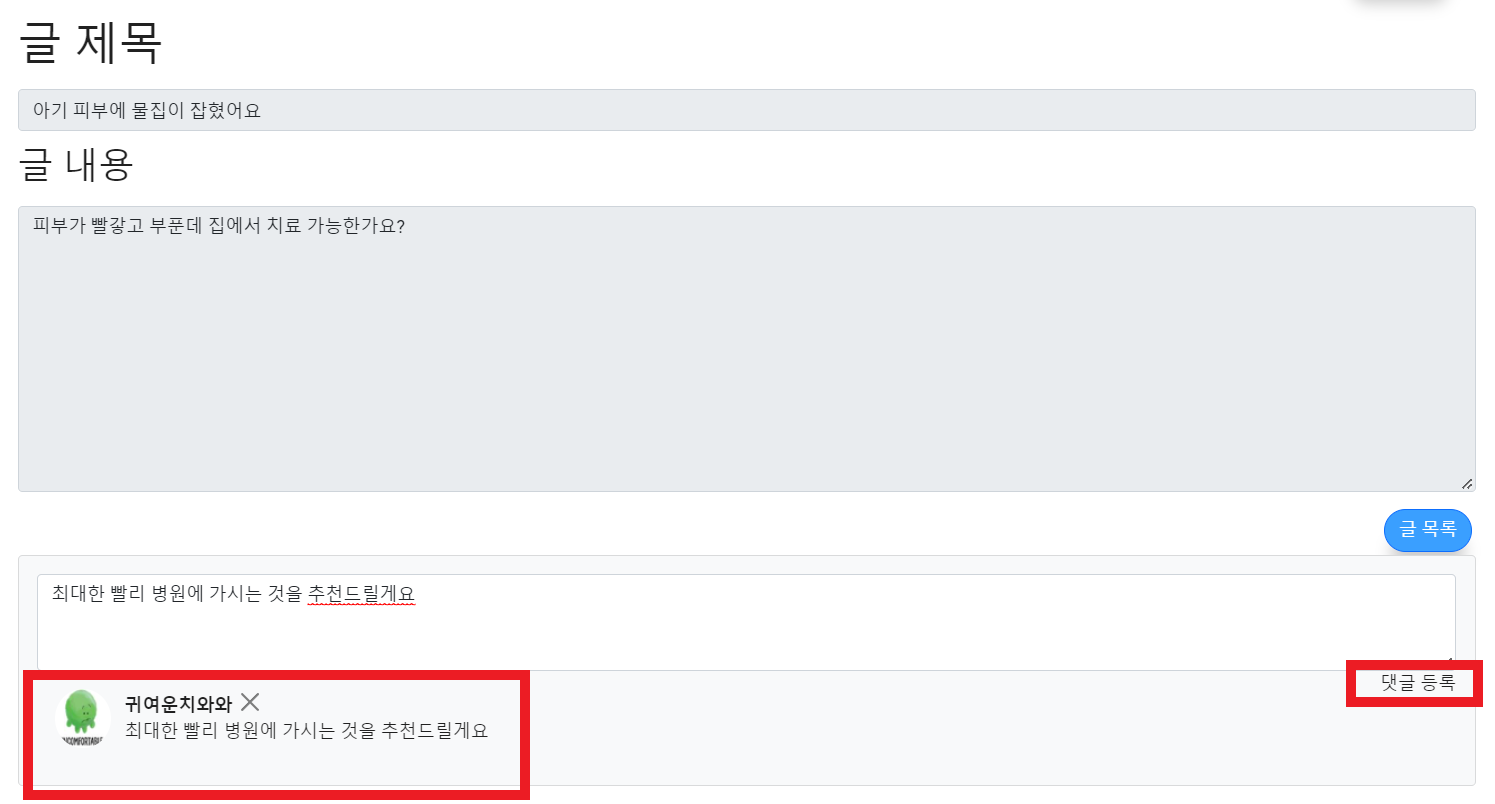 글 제목
아기 피부에 물집이 잡혔어요
글 내용
피부가 빨갛고 부푼데 집에서 치료 가능한가요?
글 목록
최대한 빨리 병원에 가시는 것을 추천드릴게요
댓글 등록
귀여운치와와
최대한 빨리 병원에 가시는 것을 추천드릴게요